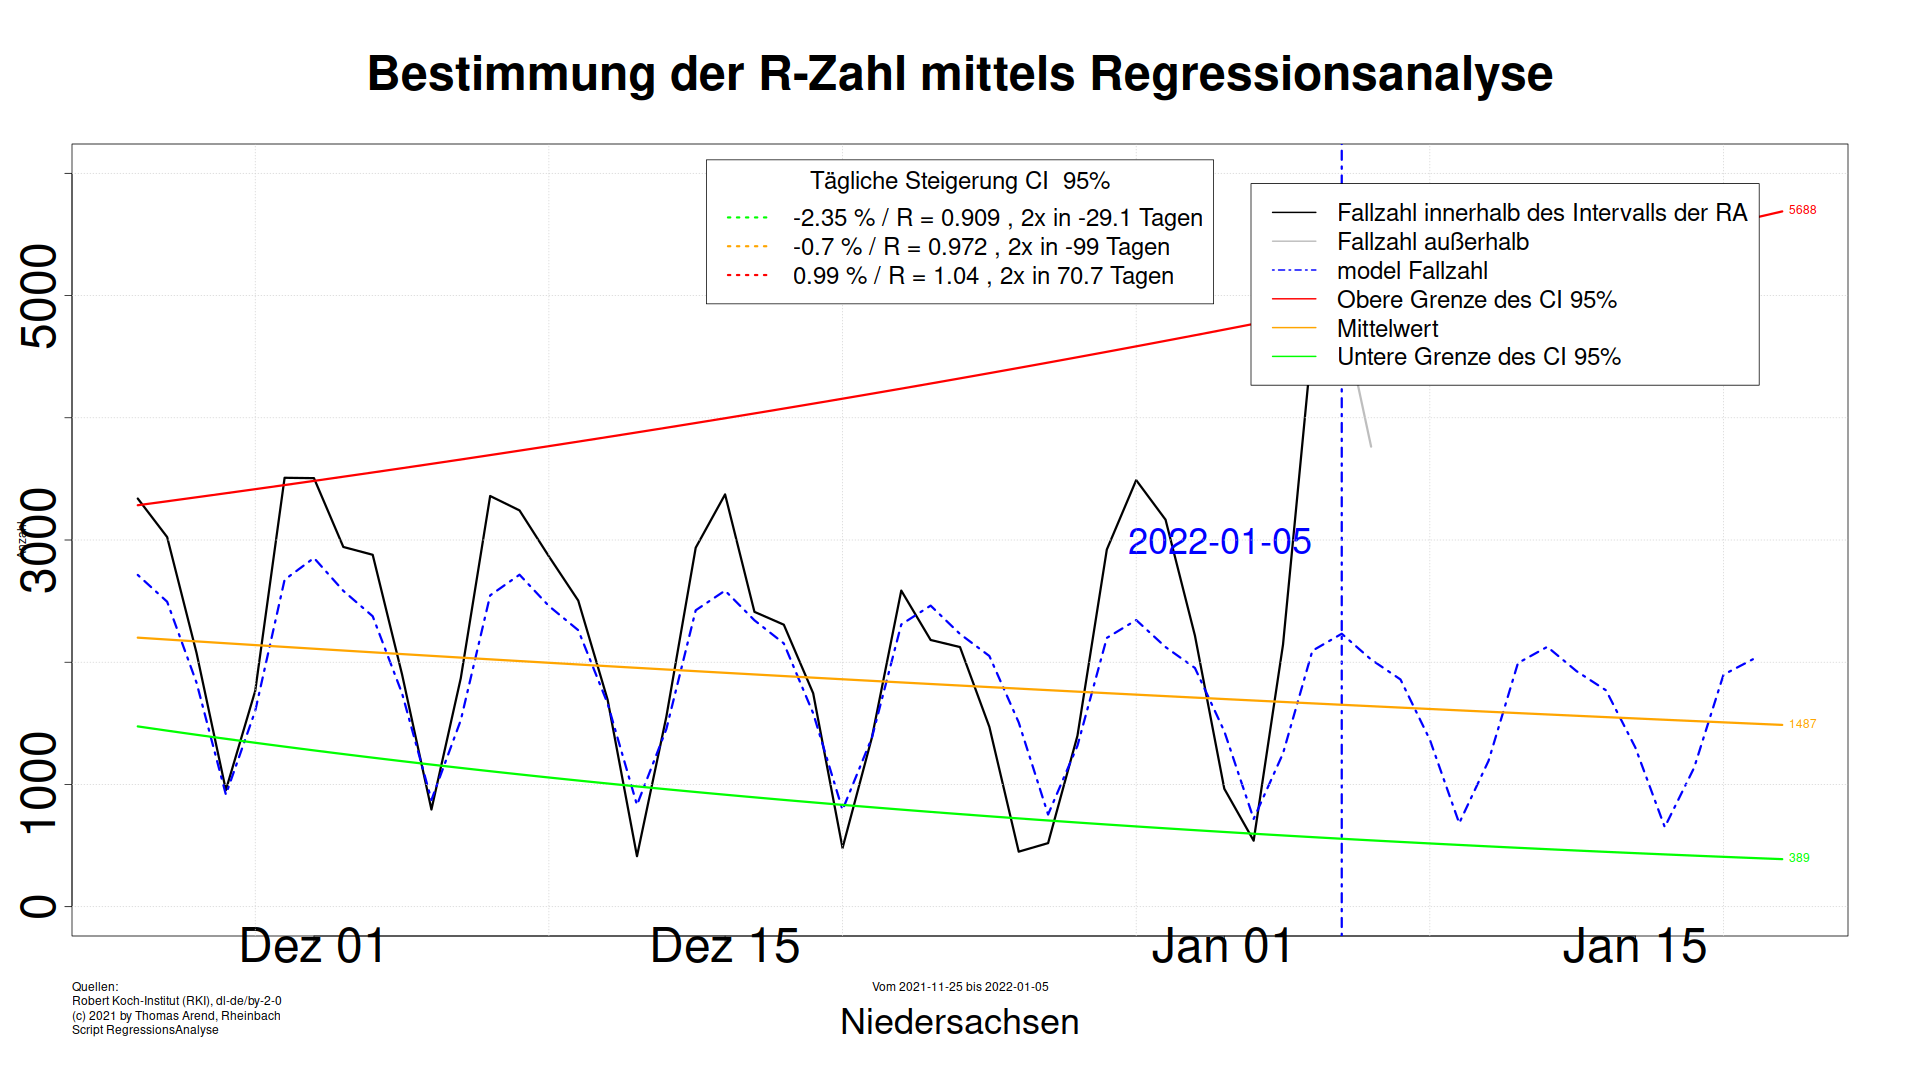 Bestimmung der R-Zahl mittels Regressionsanalyse
Tägliche Steigerung CI  95%
-2.35 % / R = 0.909 , 2x in -29.1 Tagen
-0.7 % / R = 0.972 , 2x in -99 Tagen
0.99 % / R = 1.04 , 2x in 70.7 Tagen
Fallzahl innerhalb des Intervalls der RA
Fallzahl außerhalb
model Fallzahl
Obere Grenze des CI 95%
Mittelwert
Untere Grenze des CI 95%
5688
1487
389
2022-01-05
Anzahl
5000
3000
1000
0
Dez 01
Dez 15
Jan 01
Jan 15
Quellen:
Robert Koch-Institut (RKI), dl-de/by-2-0
(c) 2021 by Thomas Arend, Rheinbach
Script RegressionsAnalyse
Vom 2021-11-25 bis 2022-01-05
Niedersachsen